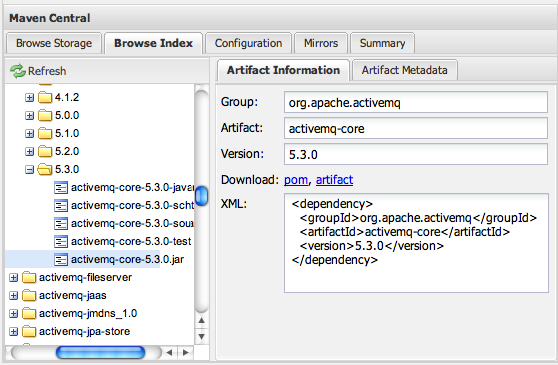 Maven Central
Browse Storage Browse Index Configuration Mirrors Summary
Refresh
4.1.2
5.0.0
5.1.0
5.2.0
5.3.0
activemq-core-5.3.0-javad
activemq-core-5.3.0-scht
activemq-core-5.3.0-soui
activemq-core-5.3.0-test
activemq-core-5.3.0.jar
activemq-fileserver
activemq-jaas
activemq-jmdns_1.0
activemq-jpa-store
Artifact Information Artifact Metadata
Group: org.apache.activemq
Artifact: activemq-core
Version: 5.3.0
Download: pom, artifact
XML: <dependency>
<groupId>org.apache.activemq</groupId>
<artifactId>activemq-core</artifactId>
<version>5.3.0</version>
</dependency>